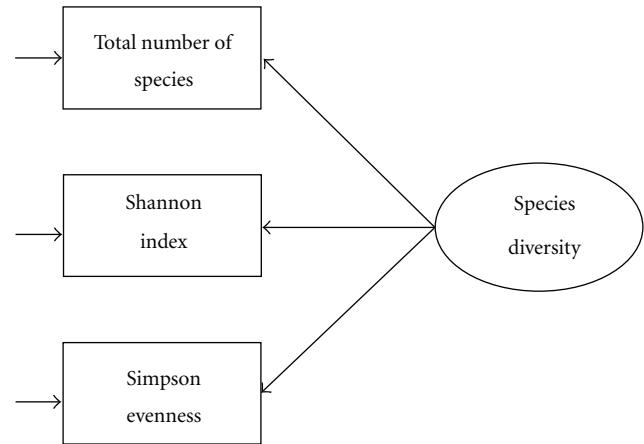 Total number of
species
Shannon
index
Species
diversity
Simpson
evenness